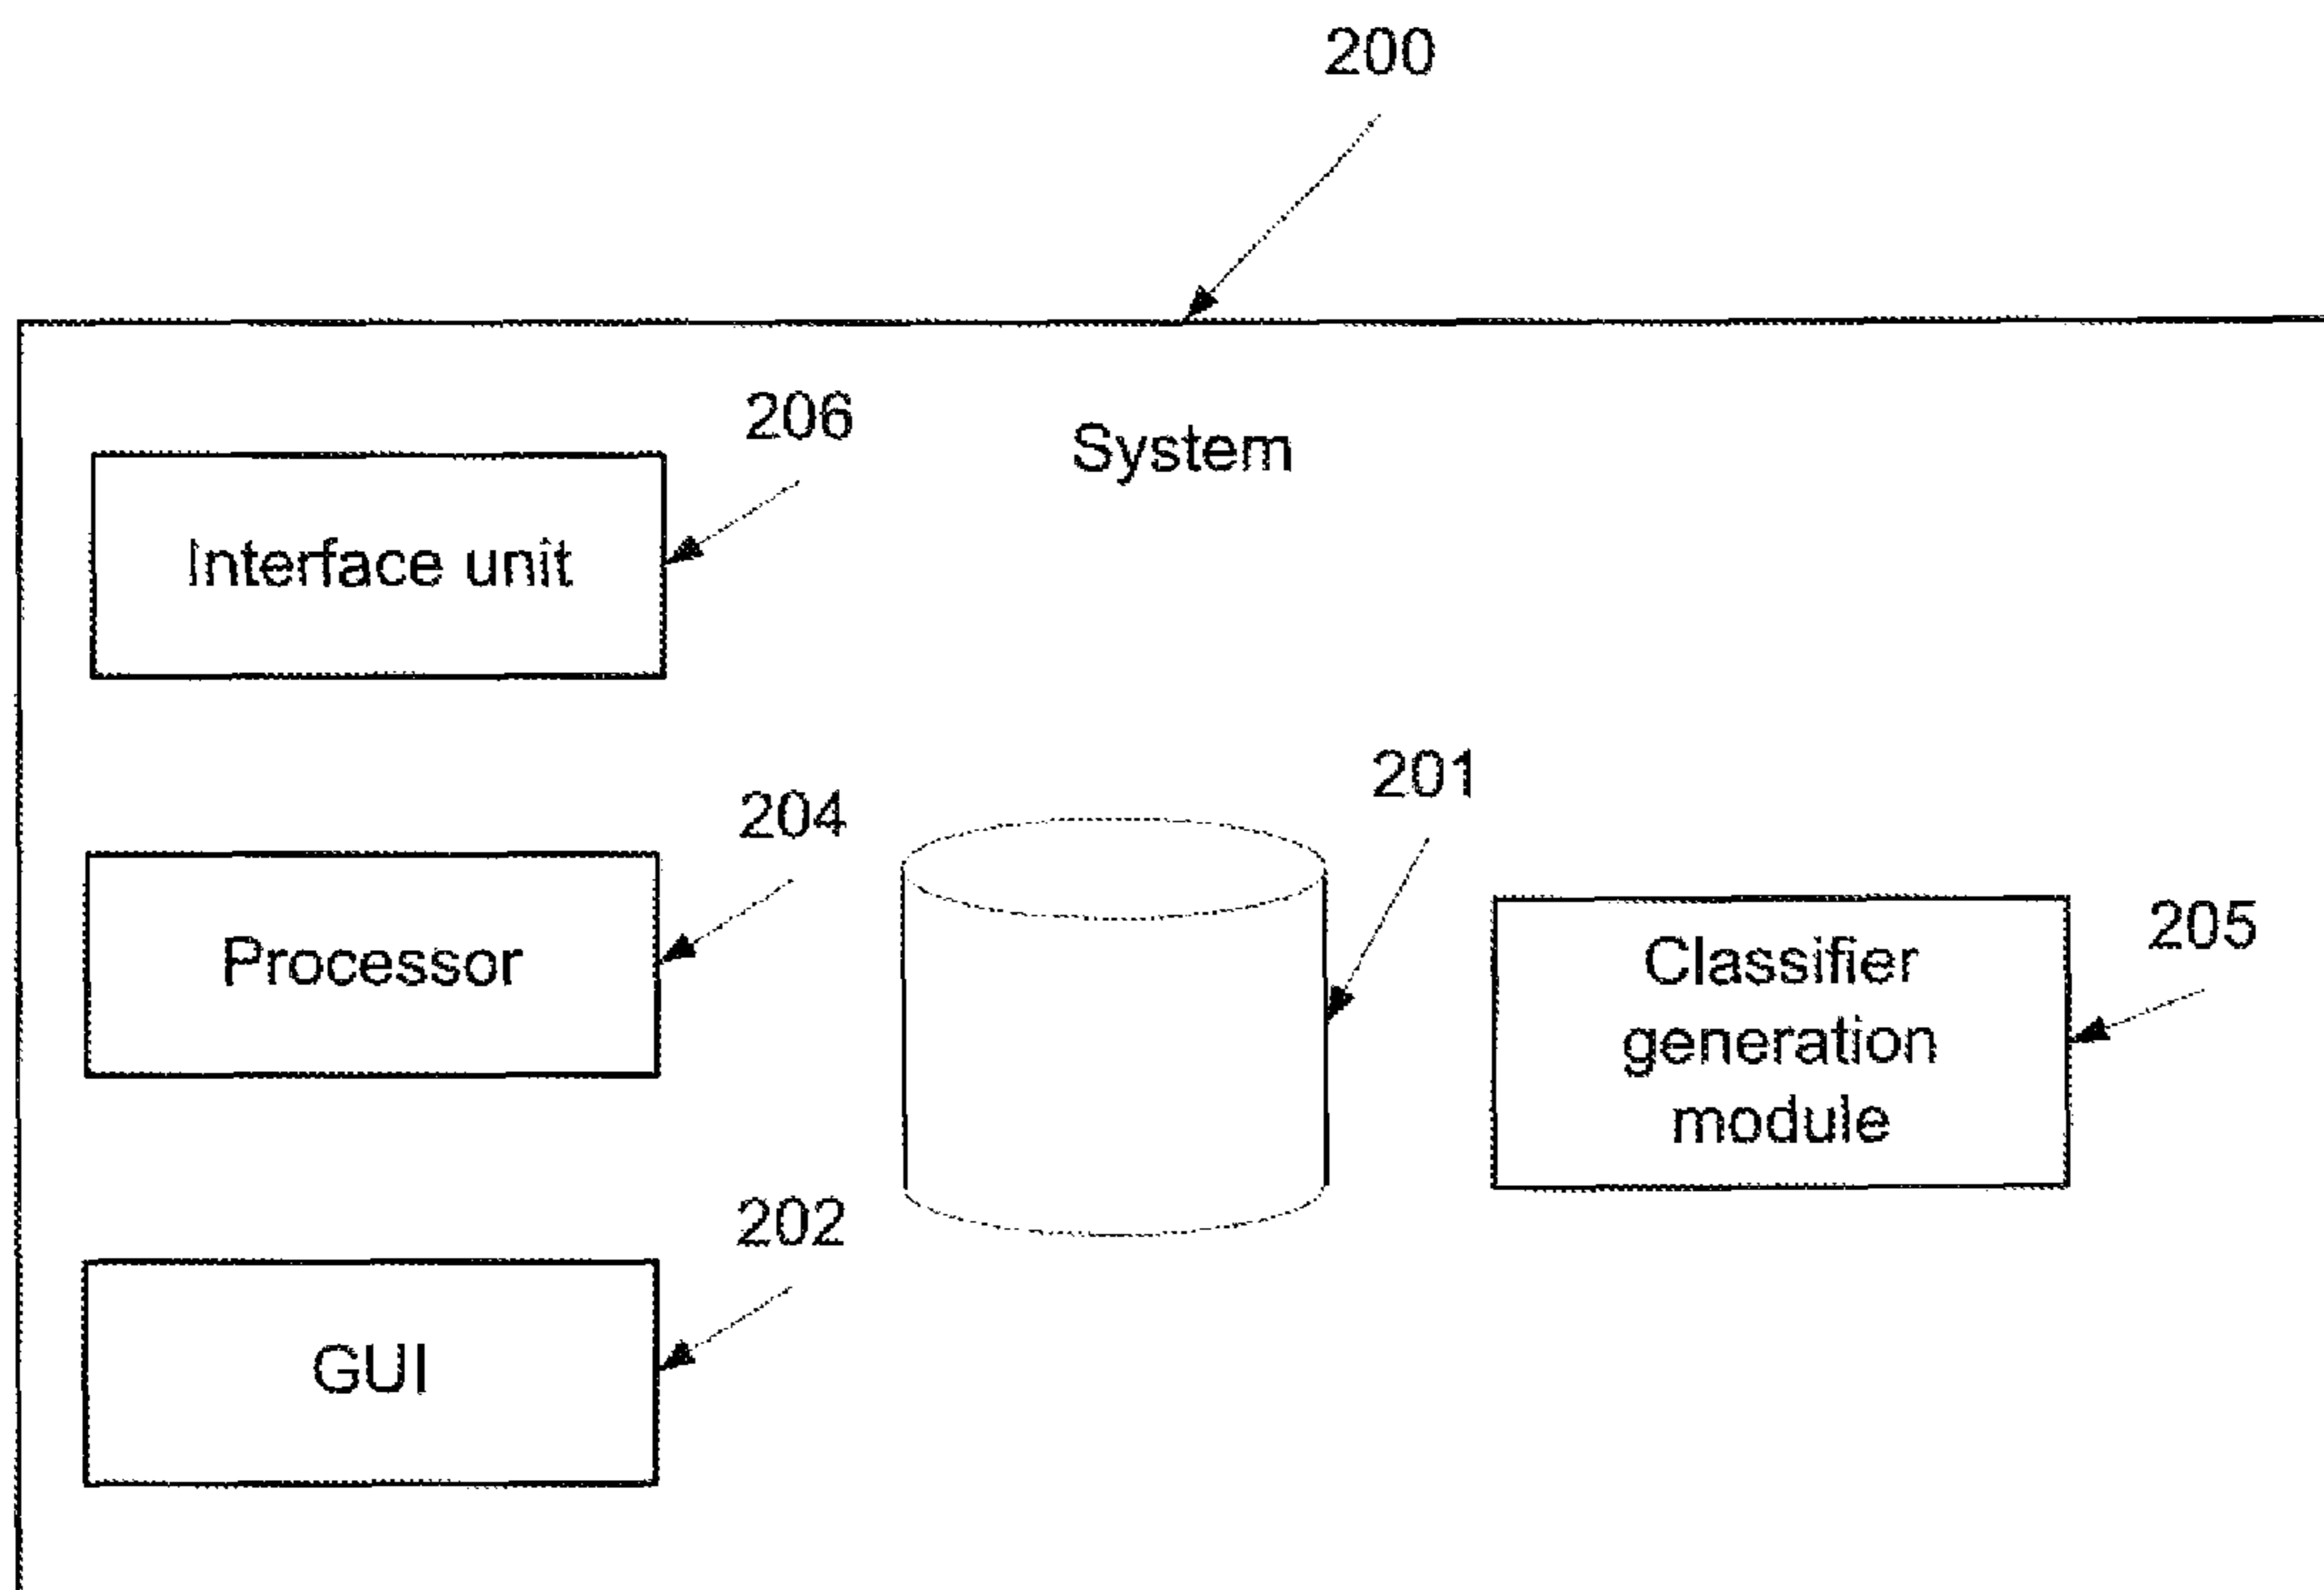 200
System
206
Interface unit
201
204
Processor
205
Classifier
generation
module
202
GUI